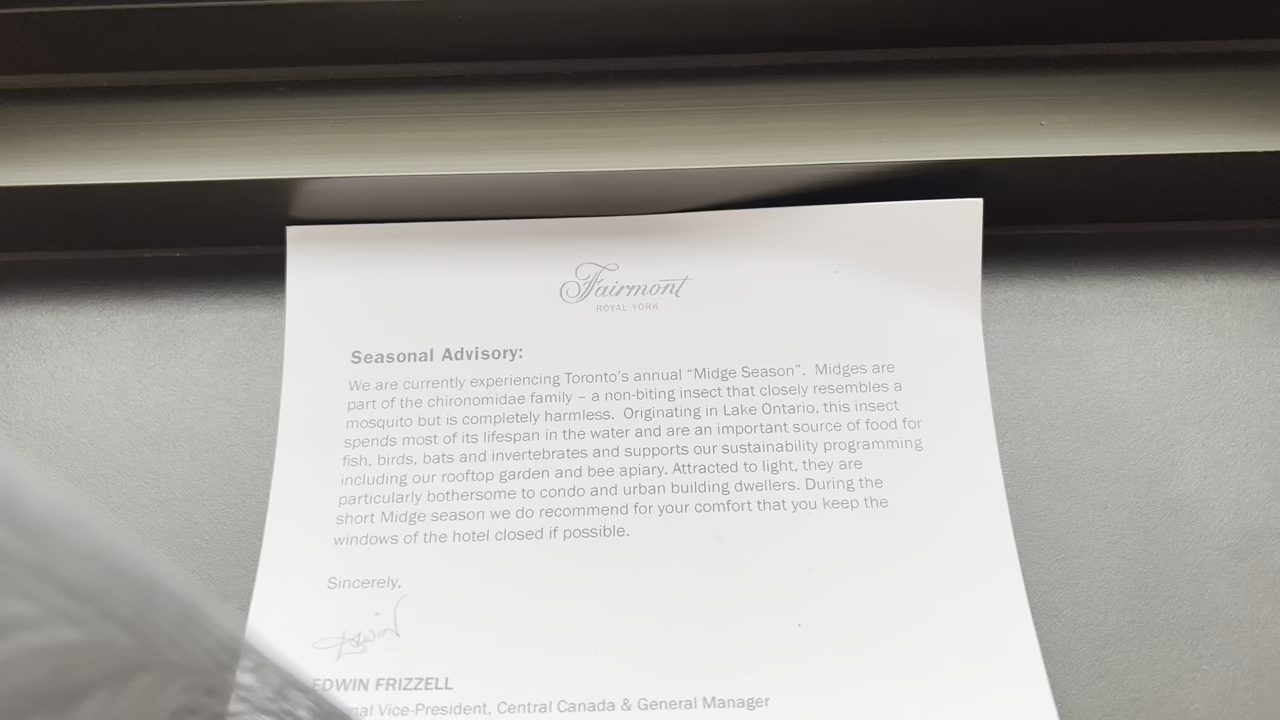 Fairmont
ROYAL YORK
Seasonal Advisory:
We are currently experiencing Toronto's annual “Midge Season”.  Midges are
part of the chironomidae family – a non-biting insect that closely resembles a
mosquito but is completely harmless.  Originating in Lake Ontario, this insect
spends most of its lifespan in the water and are an important source of food for
fish, birds, bats and invertebrates and supports our sustainability programming
including our rooftop garden and bee apiary. Attracted to light, they are
particularly bothersome to condo and urban building dwellers. During the
short Midge season we do recommend for your comfort that you keep the
windows of the hotel closed if possible.
Sincerely,
Edwin
EDWIN FRIZZELL
Vice-President, Central Canada & General Manager